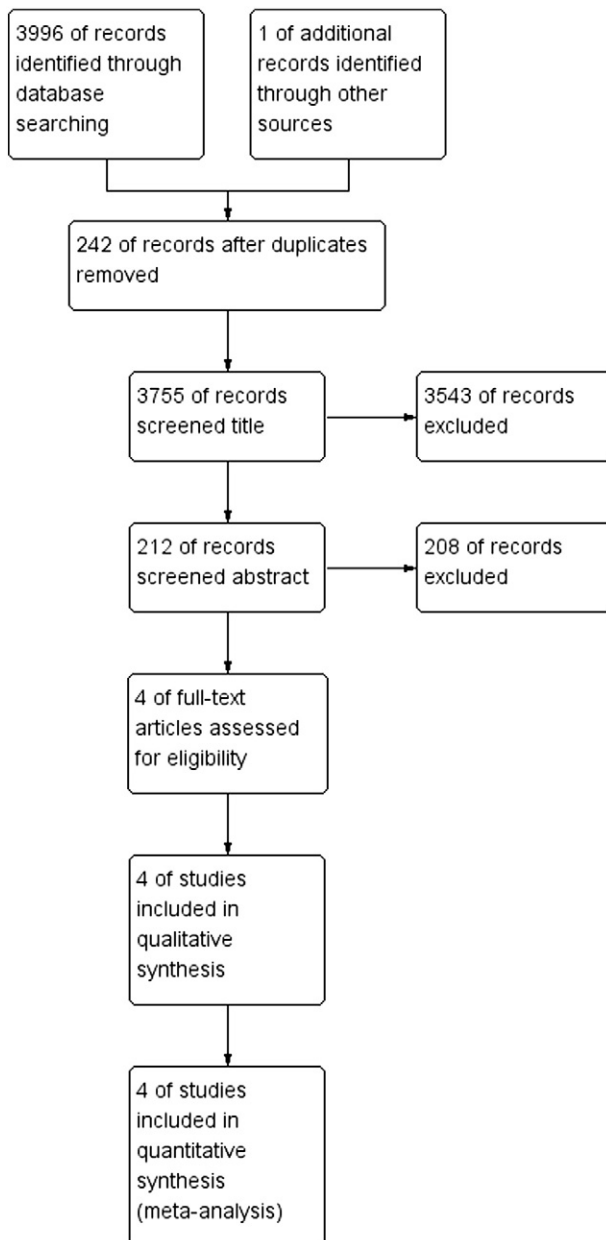 3996 of records
identified through
database
searching
1 of additional
records identified
through other
sources
242 of records after duplicates
removed
3755 of records
screened title
3543 of records
excluded
212 of records
screened abstract
208 of records
excluded
4 of full-text
articles assessed
for eligibility
4 of studies
included in
qualitative
synthesis
4 of studies
included in
quantitative
synthesis
(meta-analysis)